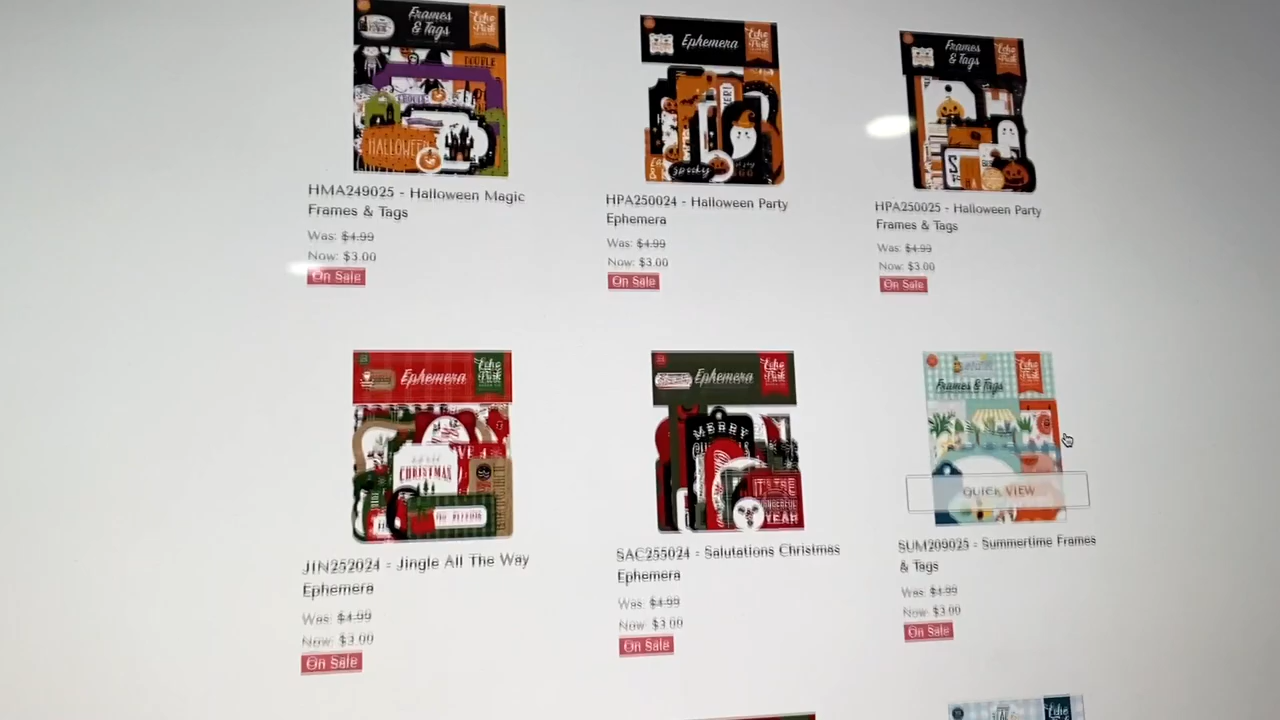 Frames
& Tags
Echo
Park
DOUBLE
HALLOWEEN
HMA249025 - Halloween Magic
Frames & Tags
Was: $4.99
Now: $3.00
On Sale
Ephemera
Echo
Park
spooky
HPA250024 - Halloween Party
Ephemera
Was: $4.99
Now: $3.00
On Sale
Frames
& Tags
Echo
Park
HPA250025 - Halloween Party
Frames & Tags
Was: $4.99
Now: $3.00
On Sale
Ephemera
Echo
Park
CHRISTMAS
JIN252024 - Jingle All The Way
Ephemera
Was: $4.99
Now: $3.00
On Sale
Ephemera
Echo
Park
MERRY
IT'S THE
WONDERFUL
YEAR
SAC255024 - Salutations Christmas
Ephemera
Was: $4.99
Now: $3.00
On Sale
Frames & Tags
Echo
Park
QUICK VIEW
SUM209025 - Summertime Frames
& Tags
Was: $4.99
Now: $3.00
On Sale
Echo